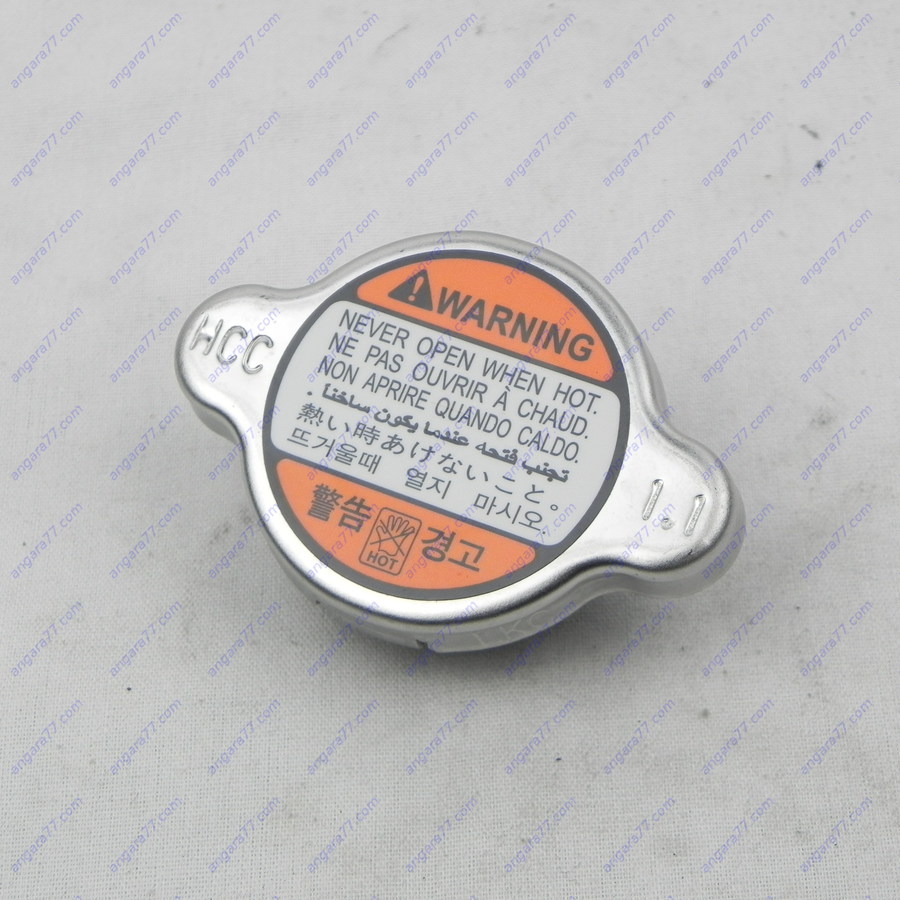 HCC
WARNING
NEVER OPEN WHEN HOT.
NE PAS OUVRIR À CHAUD.
NON APRIRE QUANDO CALDO.
تجنب فتحه عندما يكون ساخنا .
熱い時あけないこと。
뜨거울때 열지 마시오.
警告 HOT 경고
1.1
angara77.com